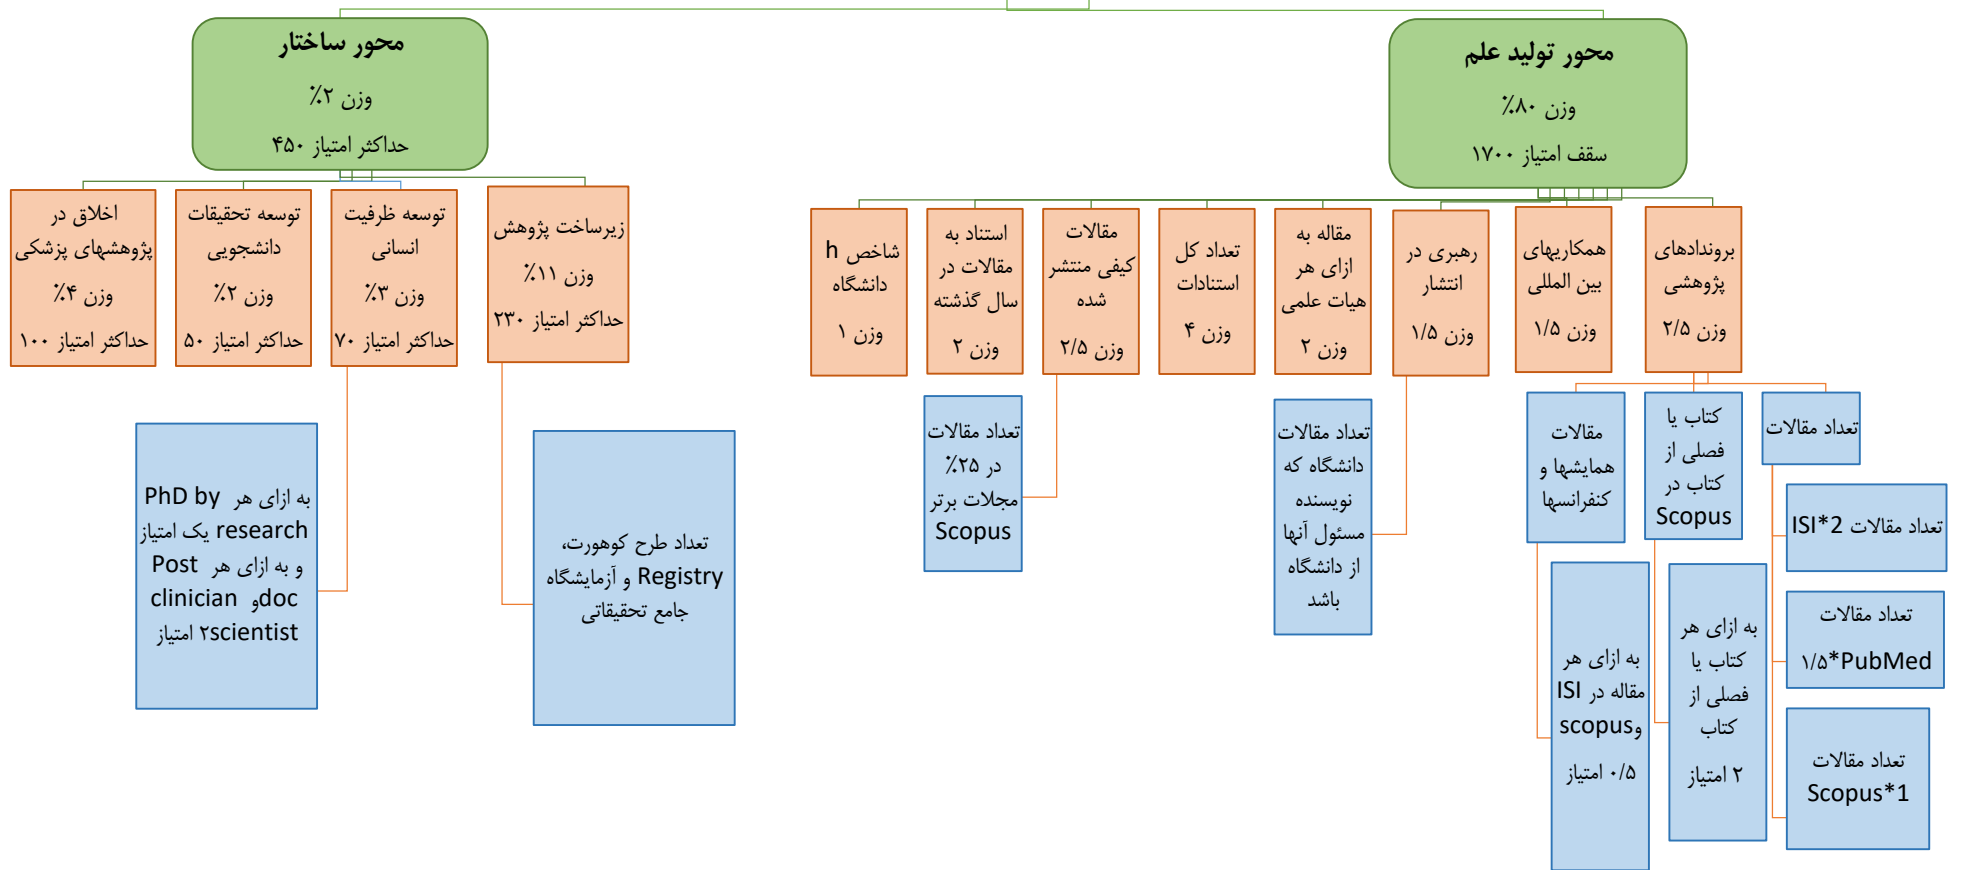 محور تولید علم
وزن ۸۰٪
سقف امتیاز ۱۷۰۰
محور ساختار
وزن ۲٪
حداکثر امتیاز ۴۵۰
بروندادهای
پژوهشی
وزن ۲/۵
همکاریهای
بین المللی
وزن ۱/۵
رهبری در
انتشار
وزن ۱/۵
مقاله به
ازای هر
هیات علمی
وزن ۲
تعداد کل
استنادات
وزن ۴
مقالات
کیفی منتشر
شده
وزن ۲/۵
استناد به
مقالات در
سال گذشته
وزن ۲
شاخص h
دانشگاه
وزن ۱
زیرساخت پژوهش
وزن ۱۱٪
حداکثر امتیاز ۲۳۰
توسعه ظرفیت
انسانی
وزن ۳٪
حداکثر امتیاز ۷۰
توسعه تحقیقات
دانشجویی
وزن ۲٪
حداکثر امتیاز ۵۰
اخلاق در
پژوهشهای پزشکی
وزن ۴٪
حداکثر امتیاز ۱۰۰
تعداد مقالات
کتاب یا
فصلی از
کتاب در
Scopus
مقالات
همایشها و
کنفرانسها
تعداد مقالات
دانشگاه که
نویسنده
مسئول آنها
از دانشگاه
باشد
تعداد مقالات
در ۲۵٪
مجلات برتر
Scopus
تعداد طرح کوهورت،
Registry و آزمایشگاه
جامع تحقیقاتی
به ازای هر PhD by
research یک امتیاز
و به ازای هر Post
doc و clinician
scientist ۲ امتیاز
تعداد مقالات ISI*2
تعداد مقالات
PubMed*۱/۵
تعداد مقالات
Scopus*1
به ازای هر
کتاب یا
فصلی از
کتاب
۲ امتیاز
به ازای هر
مقاله در ISI
و scopus
۰/۵ امتیاز